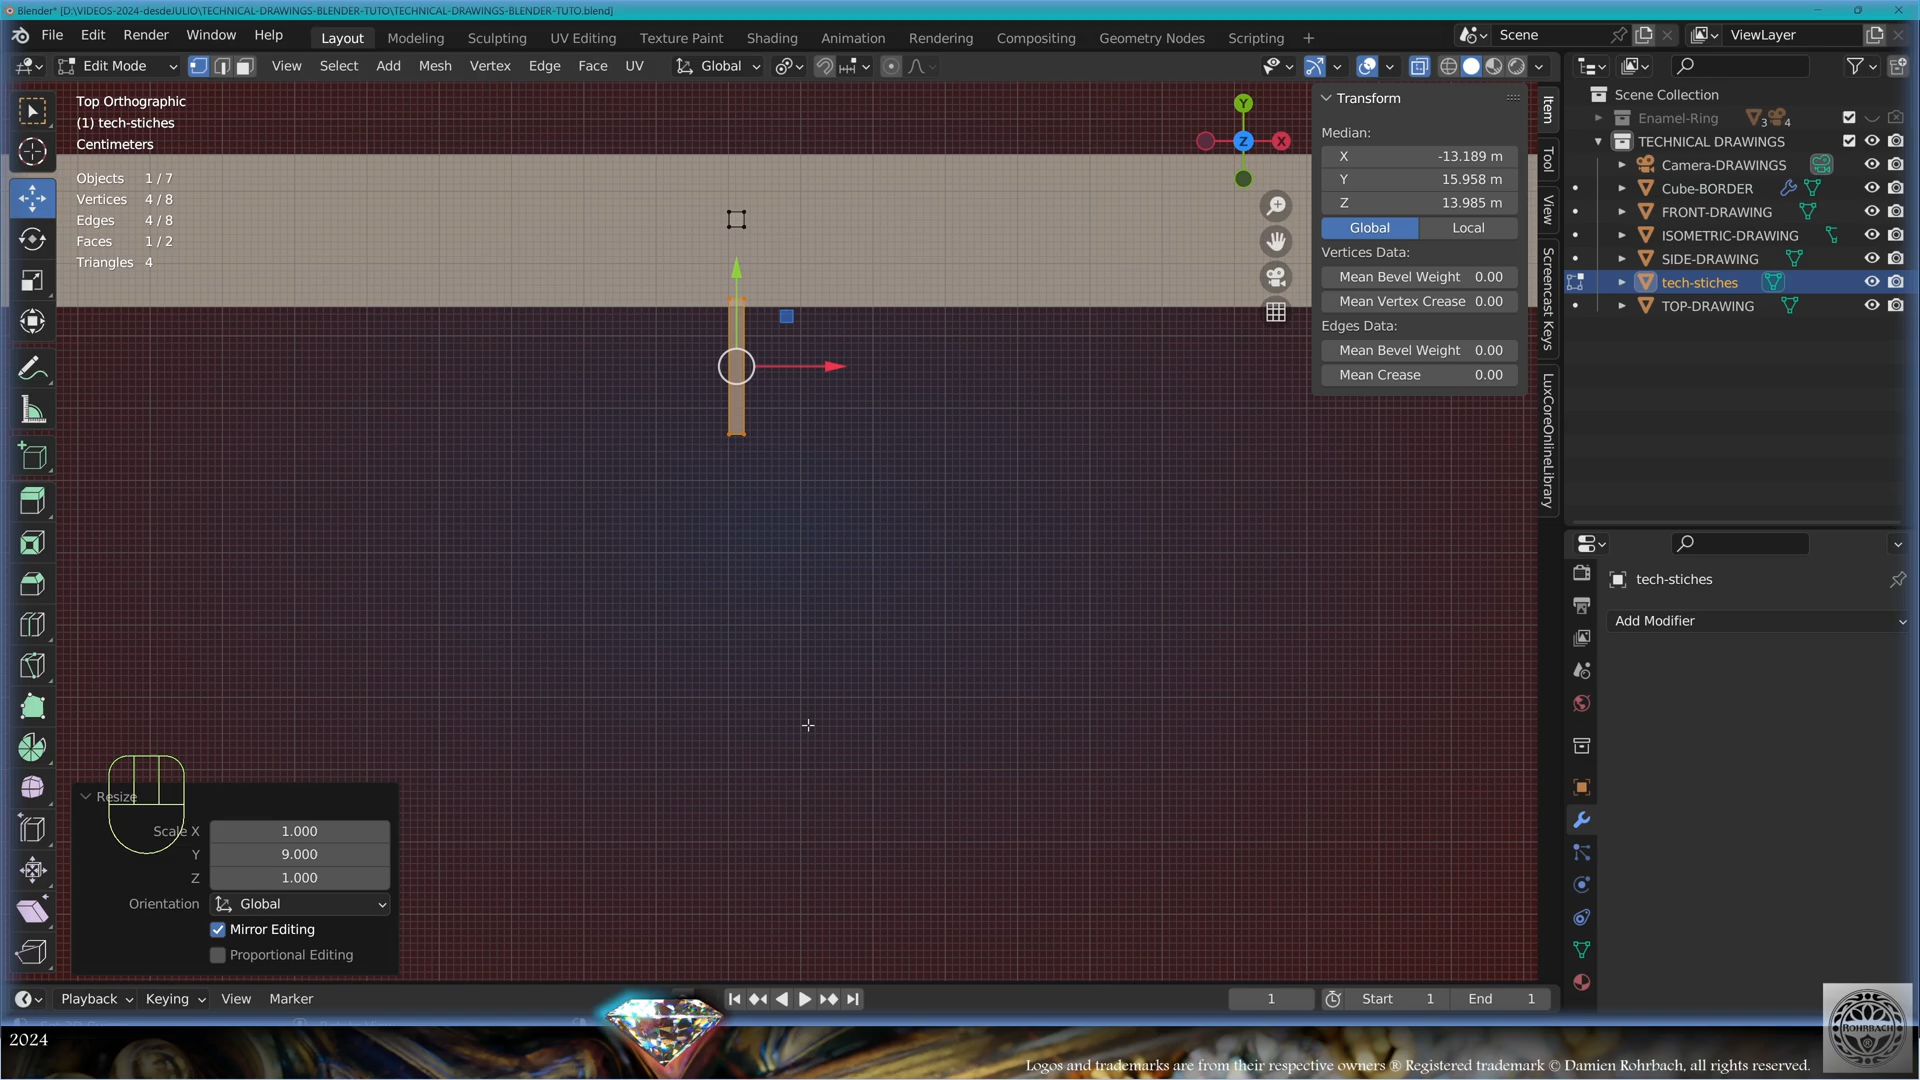 Blender* [D:\VIDEOS-2024-desdeJULIO\TECHNICAL-DRAWINGS-BLENDER-TUTO\TECHNICAL-DRAWINGS-BLENDER-TUTO.blend]
File Edit Render Window Help Layout Modeling Sculpting UV Editing Texture Paint Shading Animation Rendering Compositing Geometry Nodes Scripting + Scene ViewLayer
Edit Mode View Select Add Mesh Vertex Edge Face UV Global
Top Orthographic
(1) tech-stiches
Centimeters
Objects 1 / 7
Vertices 4 / 8
Edges 4 / 8
Faces 1 / 2
Triangles 4
Y
X
Z
Transform
Median:
X -13.189 m
Y 15.958 m
Z 13.985 m
Global Local
Vertices Data:
Mean Bevel Weight 0.00
Mean Vertex Crease 0.00
Edges Data:
Mean Bevel Weight 0.00
Mean Crease 0.00
Item
Tool
View
Screencast Keys
LuxCoreOnlineLibrary
Scene Collection
Enamel-Ring 3 4
TECHNICAL DRAWINGS
Camera-DRAWINGS
Cube-BORDER
FRONT-DRAWING
ISOMETRIC-DRAWING
SIDE-DRAWING
tech-stiches
TOP-DRAWING
tech-stiches
Add Modifier
Resize
Scale X 1.000
Y 9.000
Z 1.000
Orientation Global
Mirror Editing
Proportional Editing
Playback Keying View Marker 1 Start 1 End 1
2024
ROHRBACH
Logos and trademarks are from their respective owners ® Registered trademark © Damien Rohrbach, all rights reserved.